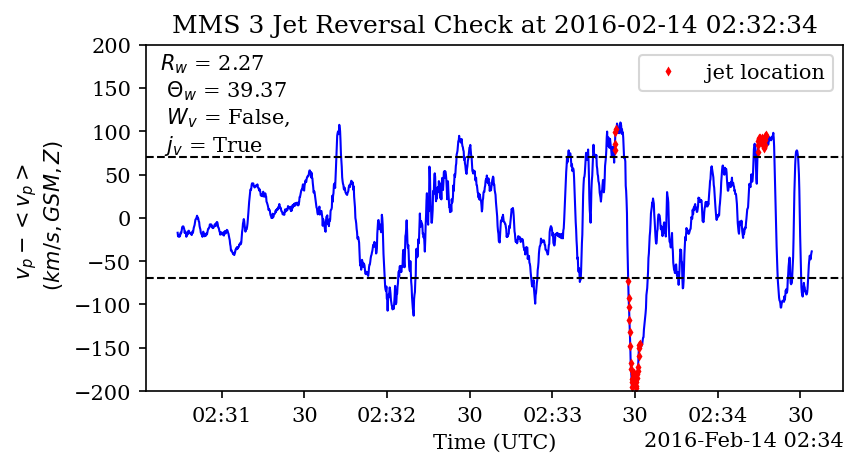 MMS 3 Jet Reversal Check at 2016-02-14 02:32:34
R_w = 2.27
Θ_w = 39.37
W_v = False,
j_v = True
jet location
v_p − < v_p >
(km/s, GSM, Z)
200
150
100
50
0
−50
−100
−150
−200
02:31 30 02:32 30 02:33 30 02:34 30
Time (UTC)
2016-Feb-14 02:34